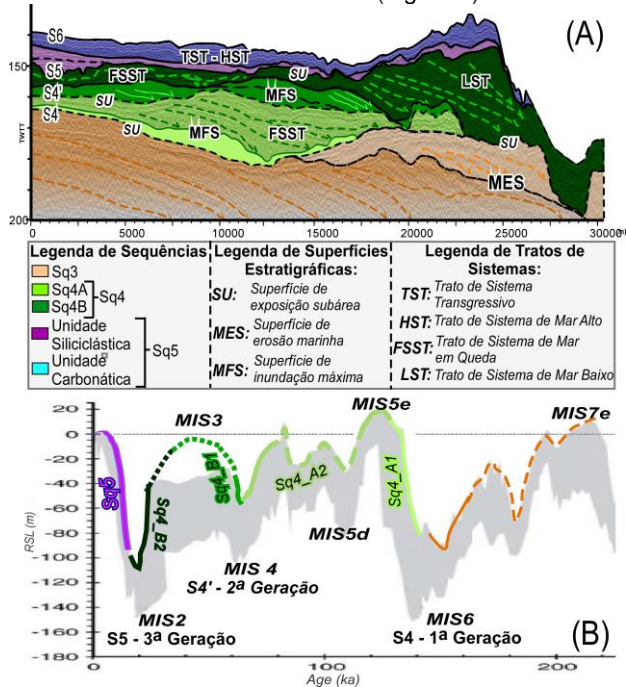 (A)
S6
TST - HST
150
S5
FSST
SU
LST
S4'
MFS
SU
S4
SU
MFS
FSST
SU
TWT
MES
200
0 5000 10000 15000 20000 25000 30000
Legenda de Sequências
Sq3
Sq4A
Sq4B
Sq4
Unidade
Siliciclástica
Unidade
Carbonática
Sq5
Legenda de Superfícies
Estratigráficas:
SU: Superfície de
exposição subárea
MES: Superfície de
erosão marinha
MFS: Superfície de
inundação máxima
Legenda de Tratos de
Sistemas:
TST: Trato de Sistema
Transgressivo
HST: Trato de Sistema de Mar Alto
FSST: Trato de Sistema de Mar
em Queda
LST: Trato de Sistema de Mar Baixo
(B)
RSL (m)
20
0
-20
-40
-60
-80
-100
-120
-140
-160
-180
MIS5e
MIS7e
MIS3
Sq5
Sq4_B2
Sq4_B1
Sq4_A2
Sq4_A1
MIS5d
MIS 4
S4' - 2ª Geração
MIS2
S5 - 3ª Geração
MIS6
S4 - 1ª Geração
0 100 200
Age (ka)